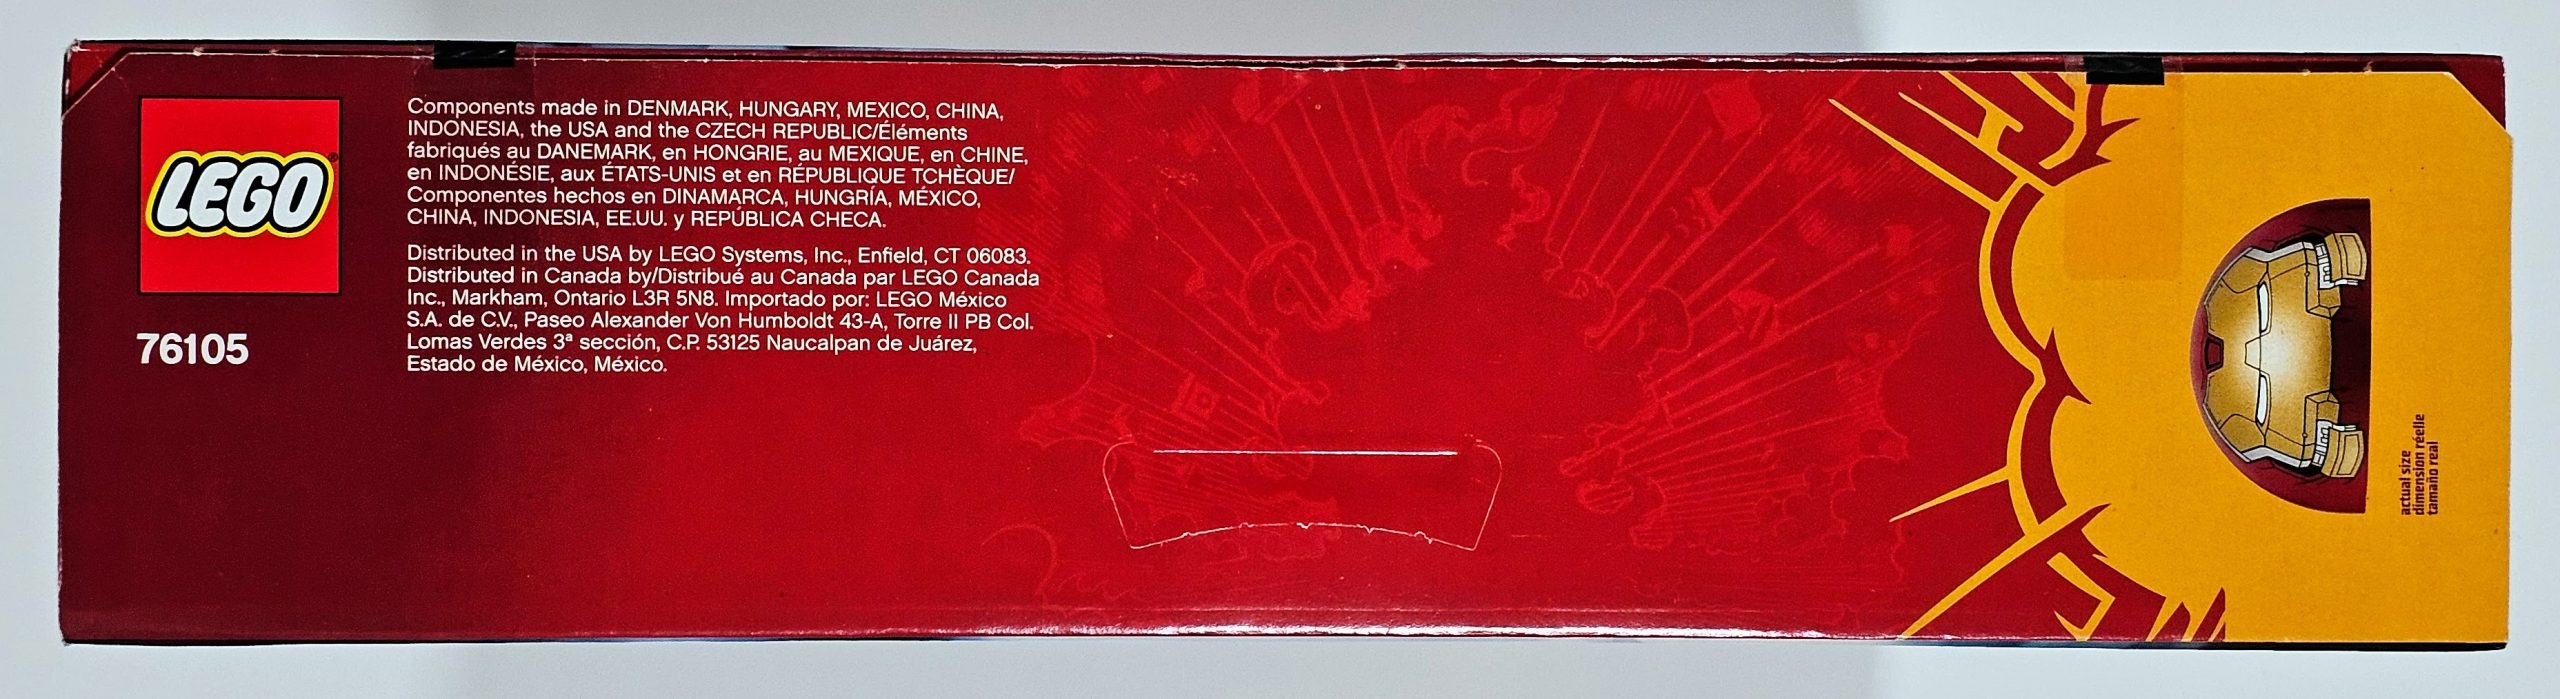 LEGO®
76105
Components made in DENMARK, HUNGARY, MEXICO, CHINA,
INDONESIA, the USA and the CZECH REPUBLIC/Éléments
fabriqués au DANEMARK, en HONGRIE, au MEXIQUE, en CHINE,
en INDONÉSIE, aux ÉTATS-UNIS et en RÉPUBLIQUE TCHÈQUE/
Componentes hechos en DINAMARCA, HUNGRÍA, MÉXICO,
CHINA, INDONESIA, EE.UU. y REPÚBLICA CHECA.
Distributed in the USA by LEGO Systems, Inc., Enfield, CT 06083.
Distributed in Canada by/Distribué au Canada par LEGO Canada
Inc., Markham, Ontario L3R 5N8. Importado por: LEGO México
S.A. de C.V., Paseo Alexander Von Humboldt 43-A, Torre II PB Col.
Lomas Verdes 3ª sección, C.P. 53125 Naucalpan de Juárez,
Estado de México, México.
actual size
dimension réelle
tamaño real